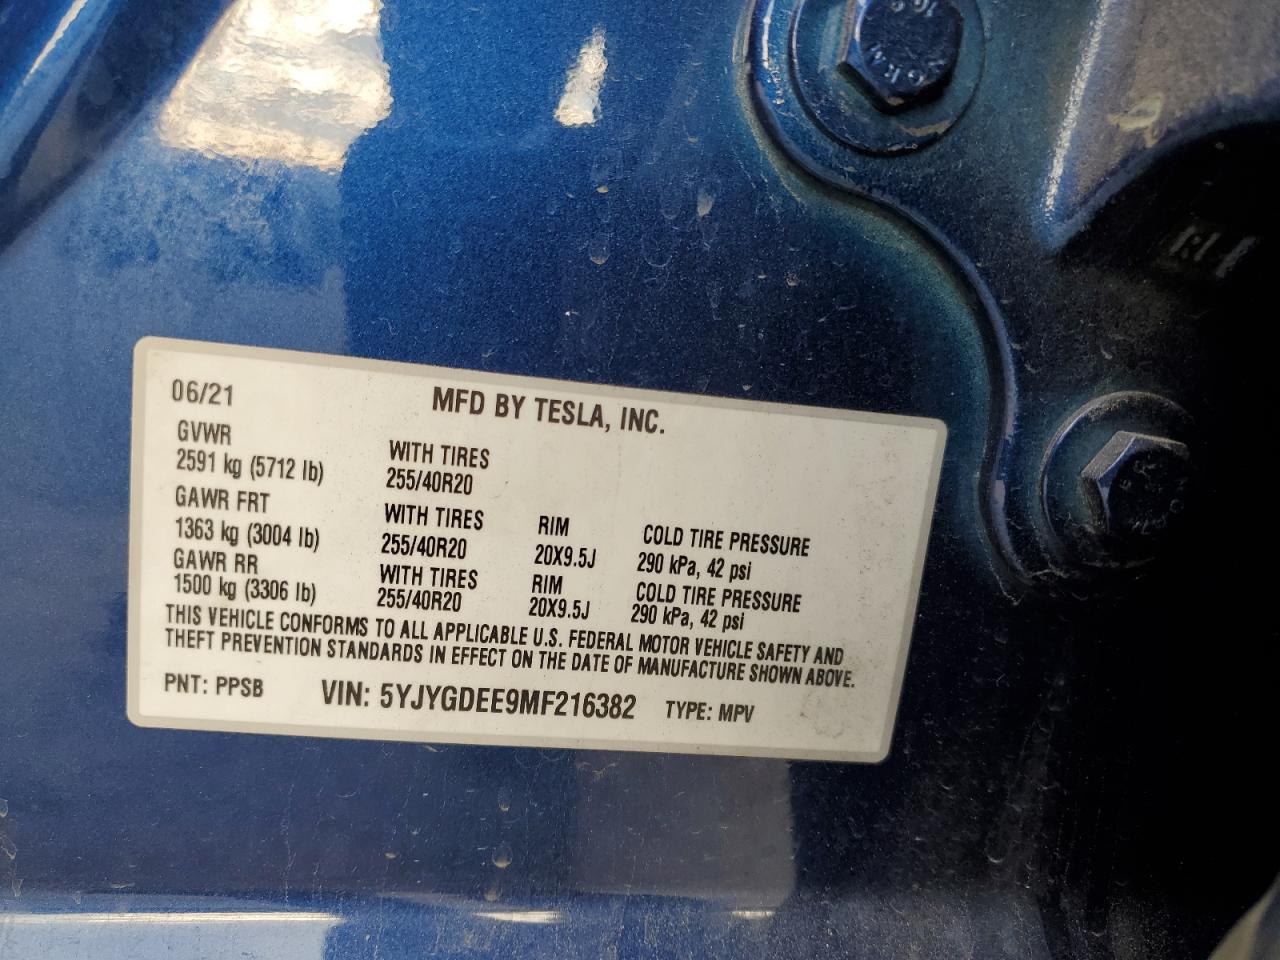 06/21 MFD BY TESLA, INC.
GVWR WITH TIRES
2591 kg (5712 lb) 255/40R20
GAWR FRT WITH TIRES RIM COLD TIRE PRESSURE
1363 kg (3004 lb) 255/40R20 20X9.5J 290 kPa, 42 psi
GAWR RR WITH TIRES RIM COLD TIRE PRESSURE
1500 kg (3306 lb) 255/40R20 20X9.5J 290 kPa, 42 psi
THIS VEHICLE CONFORMS TO ALL APPLICABLE U.S. FEDERAL MOTOR VEHICLE SAFETY AND
THEFT PREVENTION STANDARDS IN EFFECT ON THE DATE OF MANUFACTURE SHOWN ABOVE.
PNT: PPSB VIN: 5YJYGDEE9MF216382 TYPE: MPV